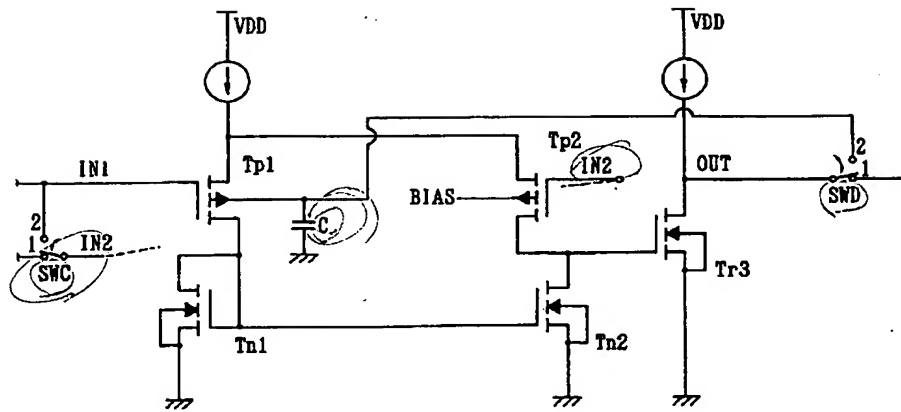 VDD
VDD
Tp1
Tp2
IN1
IN2
OUT
2
1
BIAS
SWD
C
2
1
IN2
SWC
Tr3
Tn1
Tn2